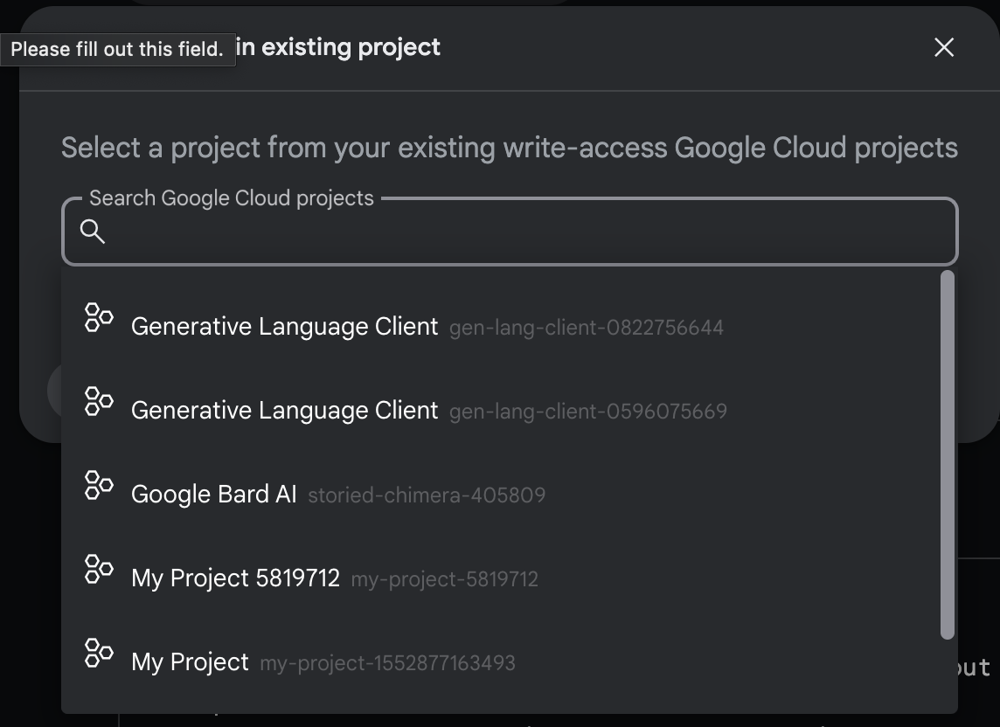 Please fill out this field.
in existing project
Select a project from your existing write-access Google Cloud projects
Search Google Cloud projects
Generative Language Client gen-lang-client-0822756644
Generative Language Client gen-lang-client-0596075669
Google Bard AI storied-chimera-405809
My Project 5819712 my-project-5819712
My Project my-project-1552877163493
out